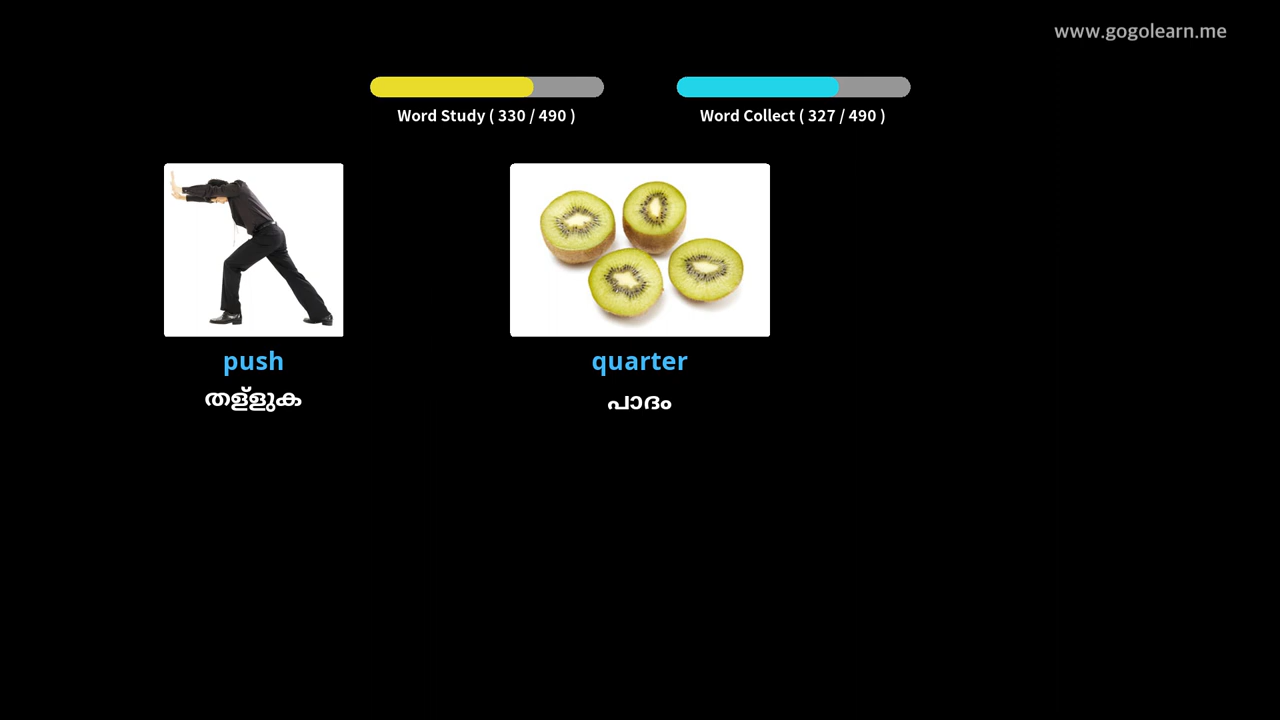 www.gogolearn.me
Word Study ( 330 / 490 )
Word Collect ( 327 / 490 )
push
തള്ളുക
quarter
പാദം